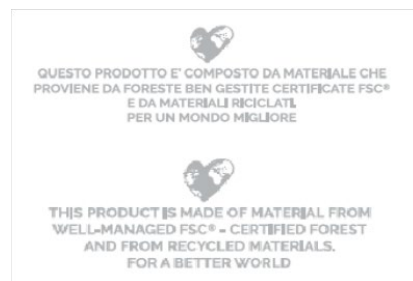 QUESTO PRODOTTO E' COMPOSTO DA MATERIALE CHE
PROVIENE DA FORESTE BEN GESTITE CERTIFICATE FSC®
E DA MATERIALI RICICLATI.
PER UN MONDO MIGLIORE
THIS PRODUCT IS MADE OF MATERIAL FROM
WELL-MANAGED FSC® - CERTIFIED FOREST
AND FROM RECYCLED MATERIALS.
FOR A BETTER WORLD